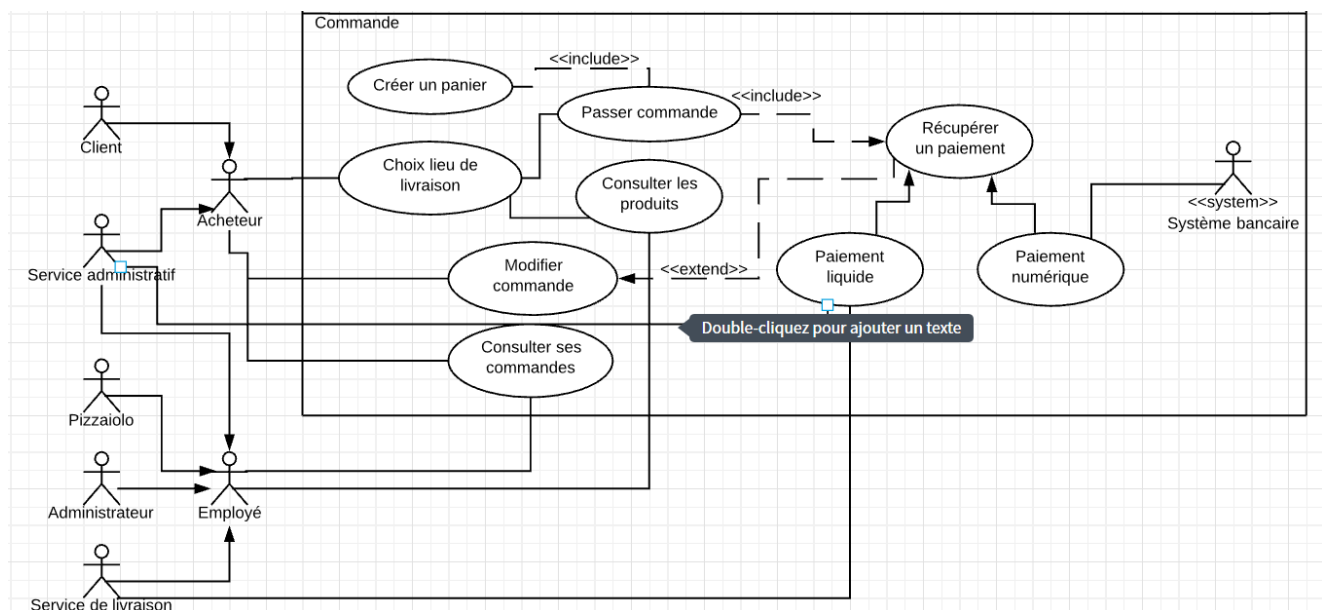 Commande
<<include>>
Créer un panier
<<include>>
Passer commande
Récupérer
un paiement
Client
Choix lieu de
livraison
Consulter les
produits
<<system>>
Système bancaire
Acheteur
Service administratif
Modifier
commande
<<extend>>
Paiement
liquide
Paiement
numérique
Double-cliquez pour ajouter un texte
Consulter ses
commandes
Pizzaiolo
Administrateur
Employé
Service de livraison